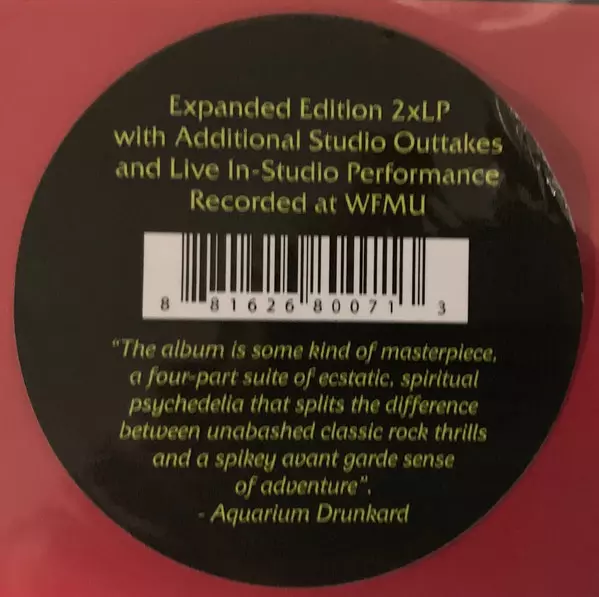 Expanded Edition 2xLP
with Additional Studio Outtakes
and Live In-Studio Performance
Recorded at WFMU
8 81626 80071 3
"The album is some kind of masterpiece,
a four-part suite of ecstatic, spiritual
psychedelia that splits the difference
between unabashed classic rock thrills
and a spikey avant garde sense
of adventure".
- Aquarium Drunkard